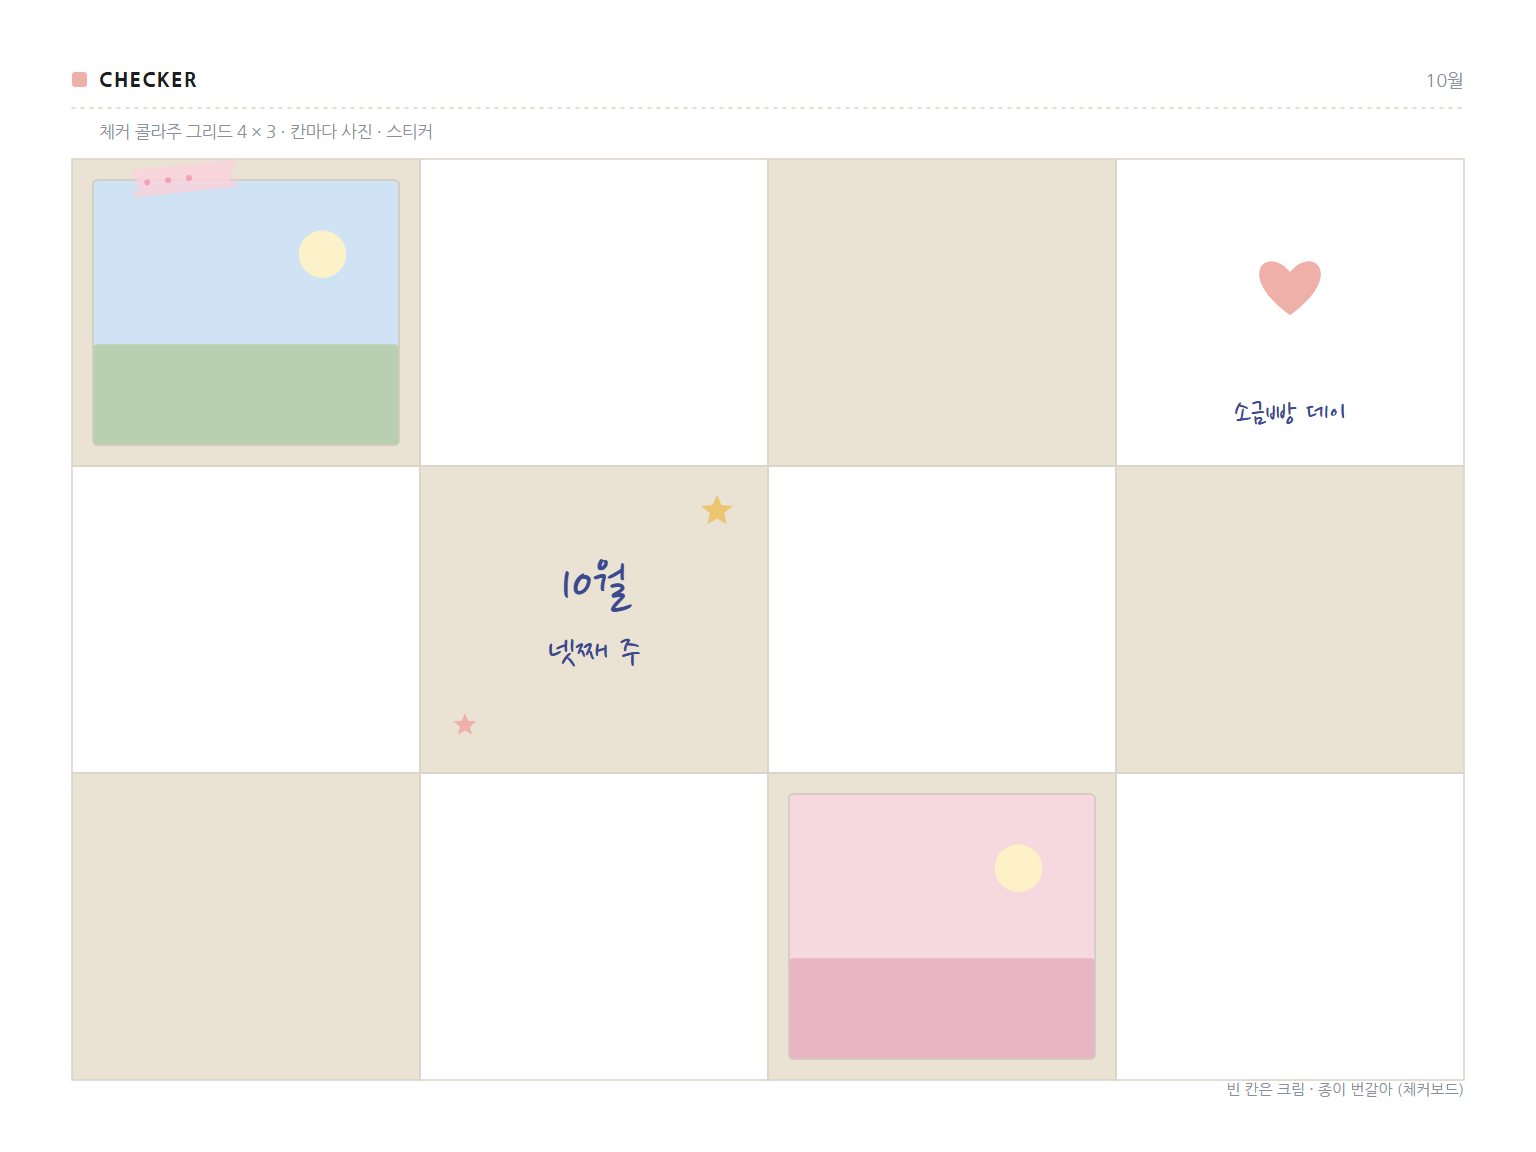 CHECKER
10월
체커 콜라주 그리드 4 × 3 · 칸마다 사진 · 스티커
소금빵 데이
10월
넷째 주
빈 칸은 크림 · 종이 번갈아 (체커보드)